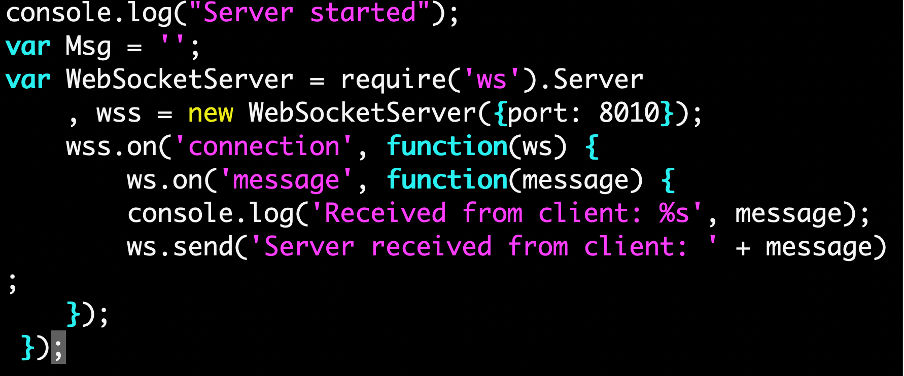 console.log("Server started");
var Msg = '';
var WebSocketServer = require('ws').Server
    , wss = new WebSocketServer({port: 8010});
    wss.on('connection', function(ws) {
        ws.on('message', function(message) {
        console.log('Received from client: %s', message);
        ws.send('Server received from client: ' + message)
;
    });
 });